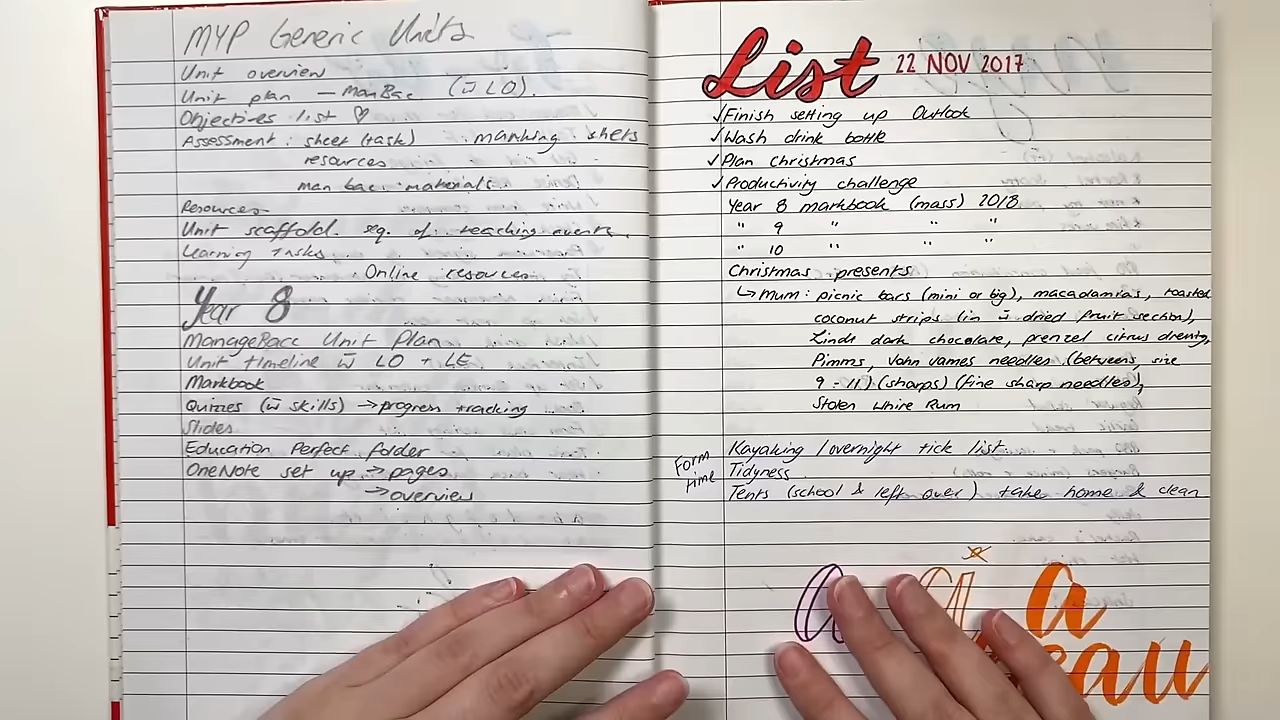 MYP Generic Units
Unit overview
Unit plan — ManBac (w̄ LO).
Objectives list ♡
Assessment : sheet (task) . marking shets
resources
man bac. materials.
Resources
Unit scaffold. seq. of. teaching events.
Learning Tasks
Online resources
Year 8
ManageBacc Unit Plan
Unit timeline w̄ LO + LE.
Markbook
Quizzes (w̄ skills) → progress tracking
Slides
Education Perfect folder
OneNote set up → pages
→ overview
List 22 NOV 2017
✓ Finish setting up Outlook
✓ Wash drink bottle
✓ Plan Christmas
✓ Productivity challenge
Year 8 markbook (mass) 2018
" 9 " " "
" 10 " " "
Christmas presents
↳ mum: picnic bars (mini or big), macadamias, roasted
coconut strips (in w̄ dried fruit section),
Lindt dark chocolate, prenzel citrus drenty,
Pimms, John James needles (betweens, size
9 - 11) (sharps) (fine sharp needles),
Stolen White Rum
Kayaking / overnight tick list
Form time
Tidyness
Tents (school & left over) take home & clean
a a a
eau